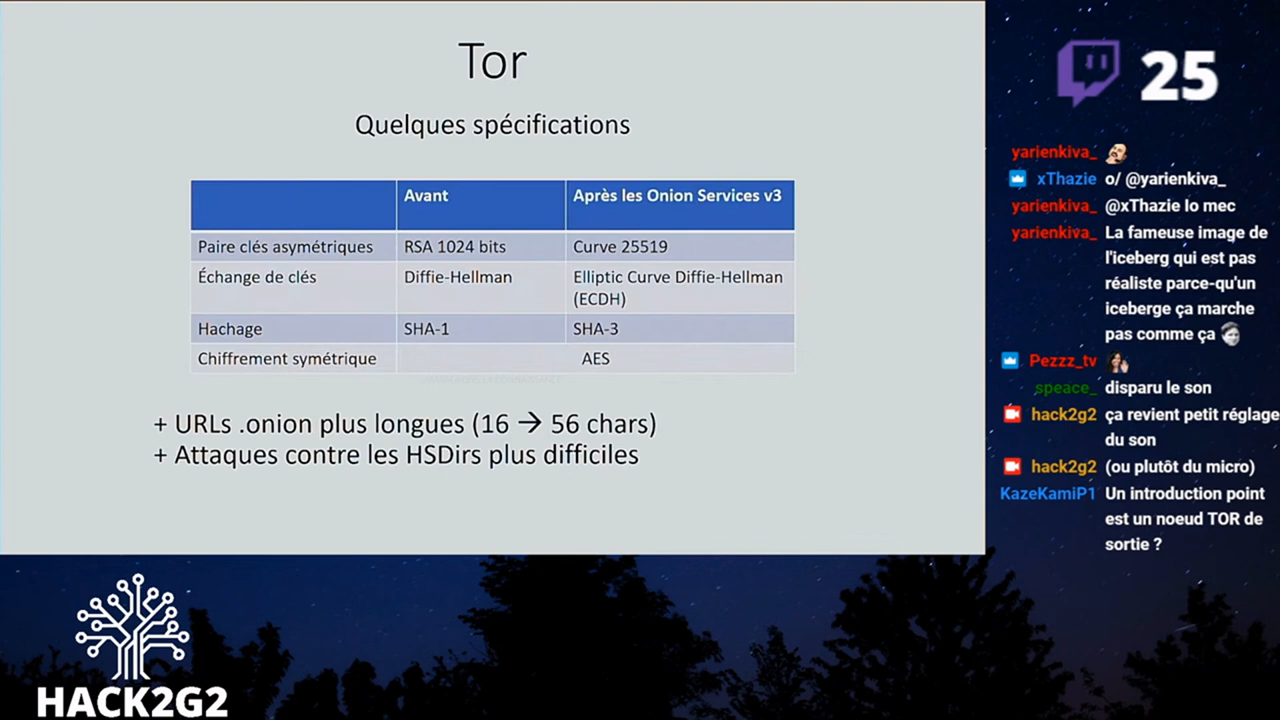 Tor
Quelques spécifications
Avant
Après les Onion Services v3
Paire clés asymétriques
RSA 1024 bits
Curve 25519
Échange de clés
Diffie-Hellman
Elliptic Curve Diffie-Hellman
(ECDH)
Hachage
SHA-1
SHA-3
Chiffrement symétrique
AES
+ URLs .onion plus longues (16 → 56 chars)
+ Attaques contre les HSDirs plus difficiles
25
yarienkiva_
xThazie o/ @yarienkiva_
yarienkiva_ @xThazie lo mec
yarienkiva_ La fameuse image de
l'iceberg qui est pas
réaliste parce-qu'un
iceberge ça marche
pas comme ça
Pezzz_tv
speace_ disparu le son
hack2g2 ça revient petit réglage
du son
hack2g2 (ou plutôt du micro)
KazeKamiP1 Un introduction point
est un noeud TOR de
sortie ?
HACK2G2